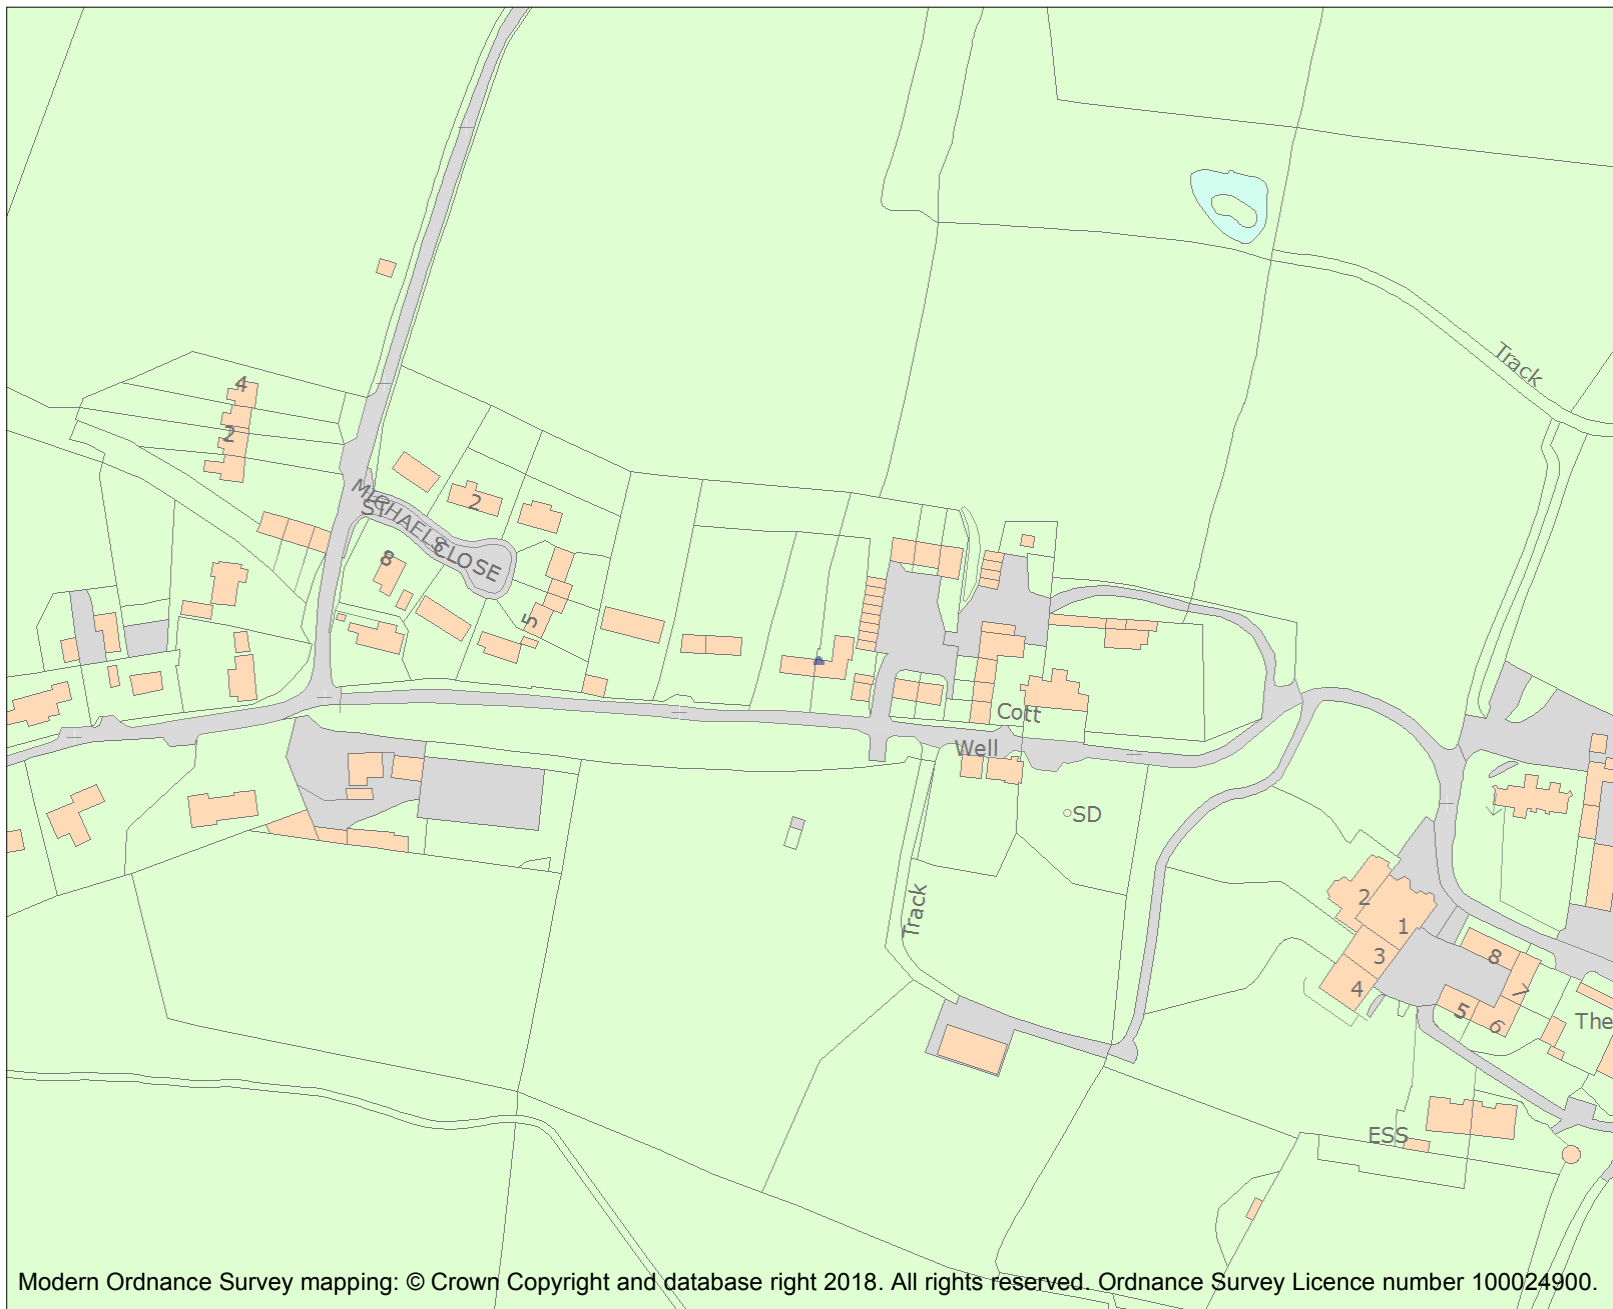 Track
4
2
ST
MICHAELS
CLOSE
2
8
5
Cott
Well
SD
Track
2
1
3
4
8
7
5
6
The
ESS
Modern Ordnance Survey mapping: © Crown Copyright and database right 2018. All rights reserved. Ordnance Survey Licence number 100024900.